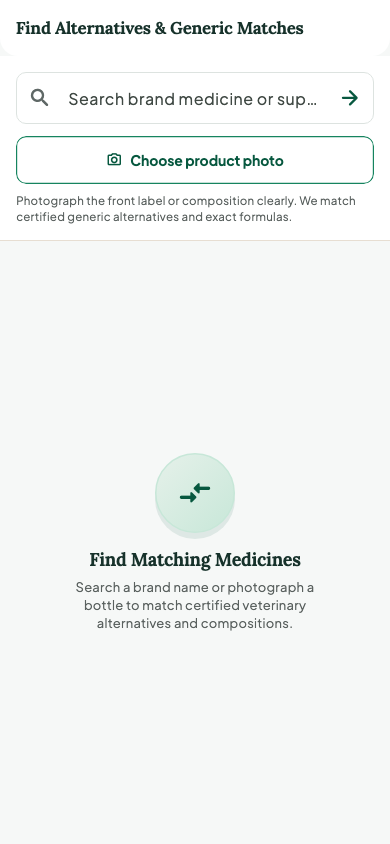 Find Alternatives & Generic Matches
Search brand medicine or sup...
Choose product photo
Photograph the front label or composition clearly. We match
certified generic alternatives and exact formulas.
Find Matching Medicines
Search a brand name or photograph a
bottle to match certified veterinary
alternatives and compositions.